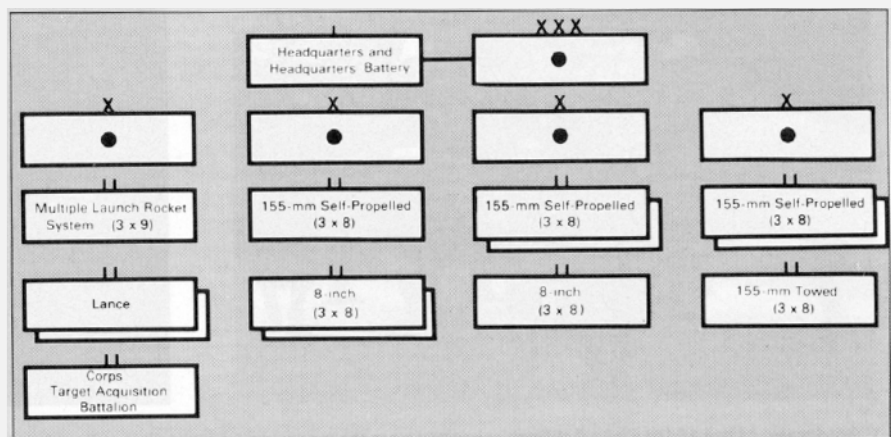 X X X
Headquarters and
Headquarters Battery
X
X
X
X
Multiple Launch Rocket
System (3 x 9)
155-mm Self-Propelled
(3 x 8)
155-mm Self-Propelled
(3 x 8)
155-mm Self-Propelled
(3 x 8)
Lance
8-inch
(3 x 8)
8-inch
(3 x 8)
155-mm Towed
(3 x 8)
Corps
Target Acquisition
Battalion